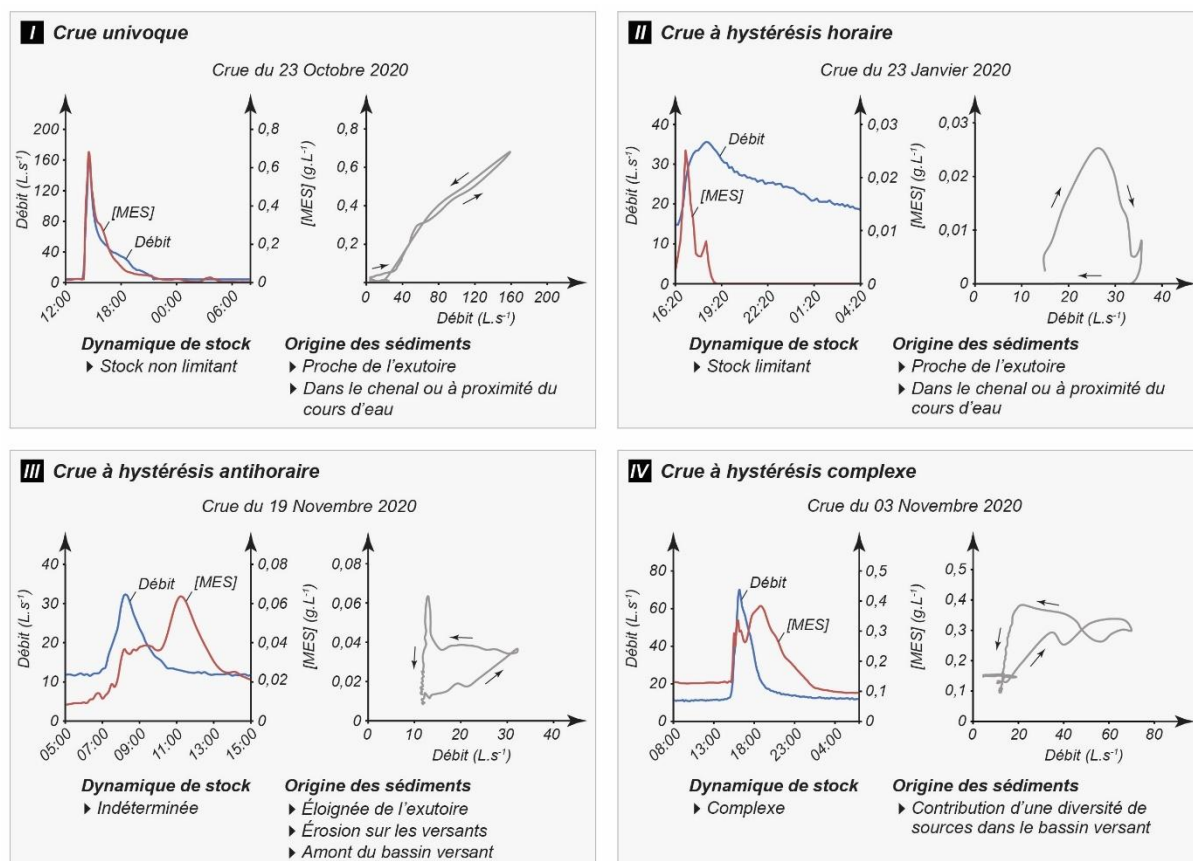 I Crue univoque
Crue du 23 Octobre 2020
Débit (L.s⁻¹)
200
160
120
80
40
0
0,8
0,6
0,4
0,2
0
[MES]
Débit
12:00
18:00
00:00
06:00
[MES] (g.L⁻¹)
0,8
0,6
0,4
0,2
0
40
80
120
160
200
Débit (L.s⁻¹)
Dynamique de stock
Stock non limitant
Origine des sédiments
Proche de l'exutoire
Dans le chenal ou à proximité du
cours d'eau
II Crue à hystérésis horaire
Crue du 23 Janvier 2020
Débit (L.s⁻¹)
40
30
20
10
0
0,03
0,02
0,01
0
Débit
[MES]
16:20
19:20
22:20
01:20
04:20
[MES] (g.L⁻¹)
0,03
0,02
0,01
0
0
10
20
30
40
Débit (L.s⁻¹)
Dynamique de stock
Stock limitant
Origine des sédiments
Proche de l'exutoire
Dans le chenal ou à proximité du
cours d'eau
III Crue à hystérésis antihoraire
Crue du 19 Novembre 2020
Débit (L.s⁻¹)
40
30
20
10
0
0,08
0,06
0,04
0,02
0
Débit
[MES]
05:00
07:00
09:00
11:00
13:00
15:00
[MES] (g.L⁻¹)
0,08
0,06
0,04
0,02
0
0
10
20
30
Débit (L.s⁻¹)
Dynamique de stock
Indéterminée
Origine des sédiments
Éloignée de l'exutoire
Érosion sur les versants
Amont du bassin versant
IV Crue à hystérésis complexe
Crue du 03 Novembre 2020
Débit (L.s⁻¹)
80
60
40
20
0
0,5
0,4
0,3
0,2
0,1
0
Débit
[MES]
08:00
13:00
18:00
23:00
04:00
[MES] (g.L⁻¹)
0,5
0,4
0,3
0,2
0,1
0
0
20
40
60
80
Débit (L.s⁻¹)
Dynamique de stock
Complexe
Origine des sédiments
Contribution d'une diversité de
sources dans le bassin versant